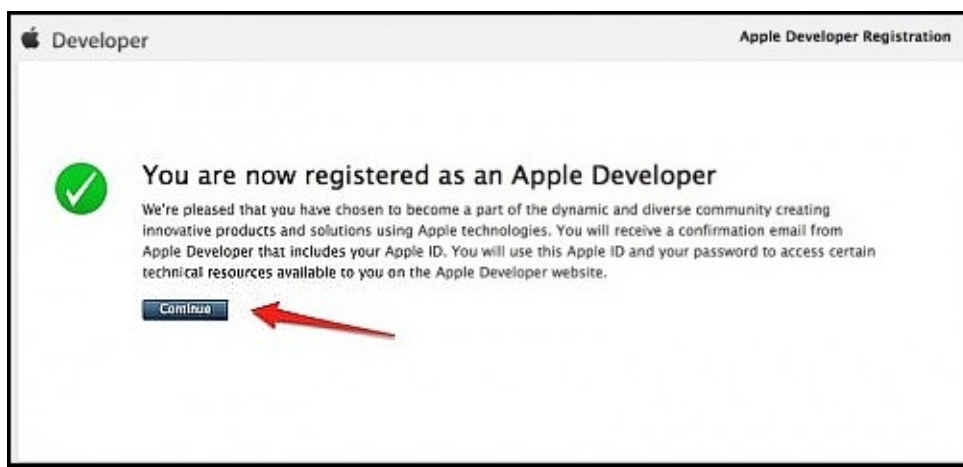 Developer
Apple Developer Registration
You are now registered as an Apple Developer
We're pleased that you have chosen to become a part of the dynamic and diverse community creating
innovative products and solutions using Apple technologies. You will receive a confirmation email from
Apple Developer that includes your Apple ID. You will use this Apple ID and your password to access certain
technical resources available to you on the Apple Developer website.
Continue